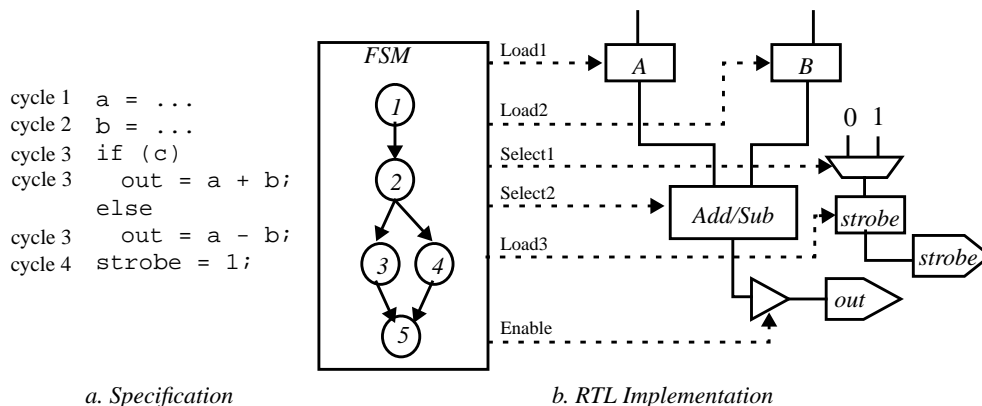 cycle 1 a = ...
cycle 2 b = ...
cycle 3 if (c)
cycle 3 out = a + b;
else
cycle 3 out = a - b;
cycle 4 strobe = 1;
FSM
1
2
3 4
5
Load1
Load2
Select1
Select2
Load3
Enable
A
B
0 1
Add/Sub
strobe
strobe
out
a. Specification
b. RTL Implementation